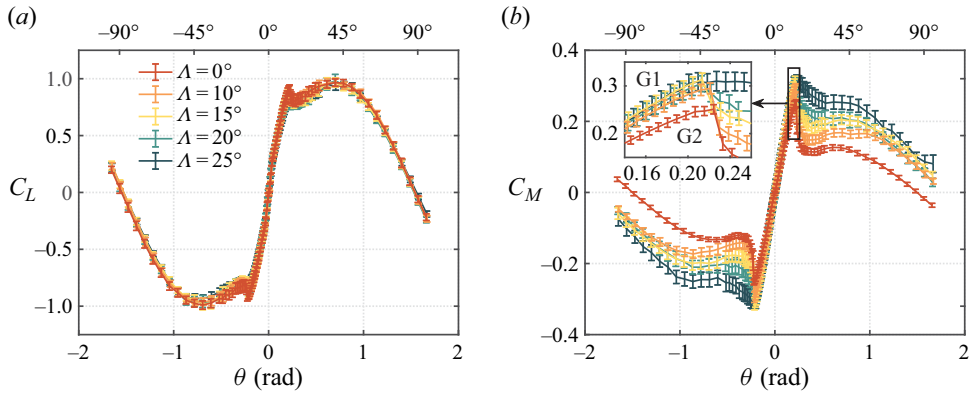 (a)
−90° −45° 0° 45° 90°
1.0
0.5
0
−0.5
−1.0
C_L
Λ = 0°
Λ = 10°
Λ = 15°
Λ = 20°
Λ = 25°
−2 −1 0 1 2
θ (rad)
(b)
−90° −45° 0° 45° 90°
0.4
0.2
0
−0.2
−0.4
C_M
G1
G2
0.3
0.2
0.16 0.20 0.24
−2 −1 0 1 2
θ (rad)